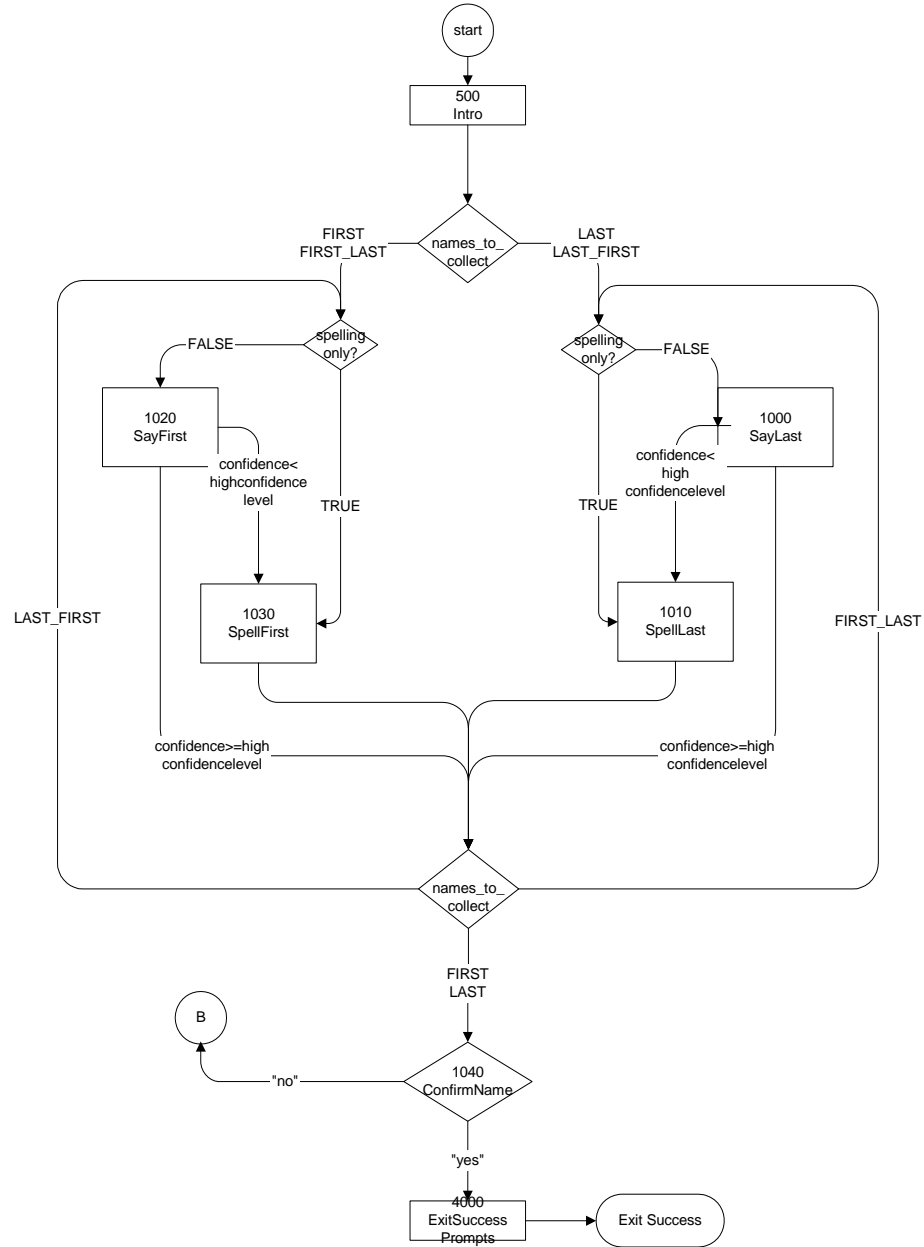 start
500
Intro
names_to_
collect
FIRST
FIRST_LAST
LAST
LAST_FIRST
spelling
only?
FALSE
spelling
only?
FALSE
1020
SayFirst
1000
SayLast
confidence<
highconfidence
level
confidence<
high
confidencelevel
TRUE
TRUE
1030
SpellFirst
1010
SpellLast
LAST_FIRST
FIRST_LAST
confidence>=high
confidencelevel
confidence>=high
confidencelevel
names_to_
collect
FIRST
LAST
B
1040
ConfirmName
"no"
"yes"
4000
ExitSuccess
Prompts
Exit Success